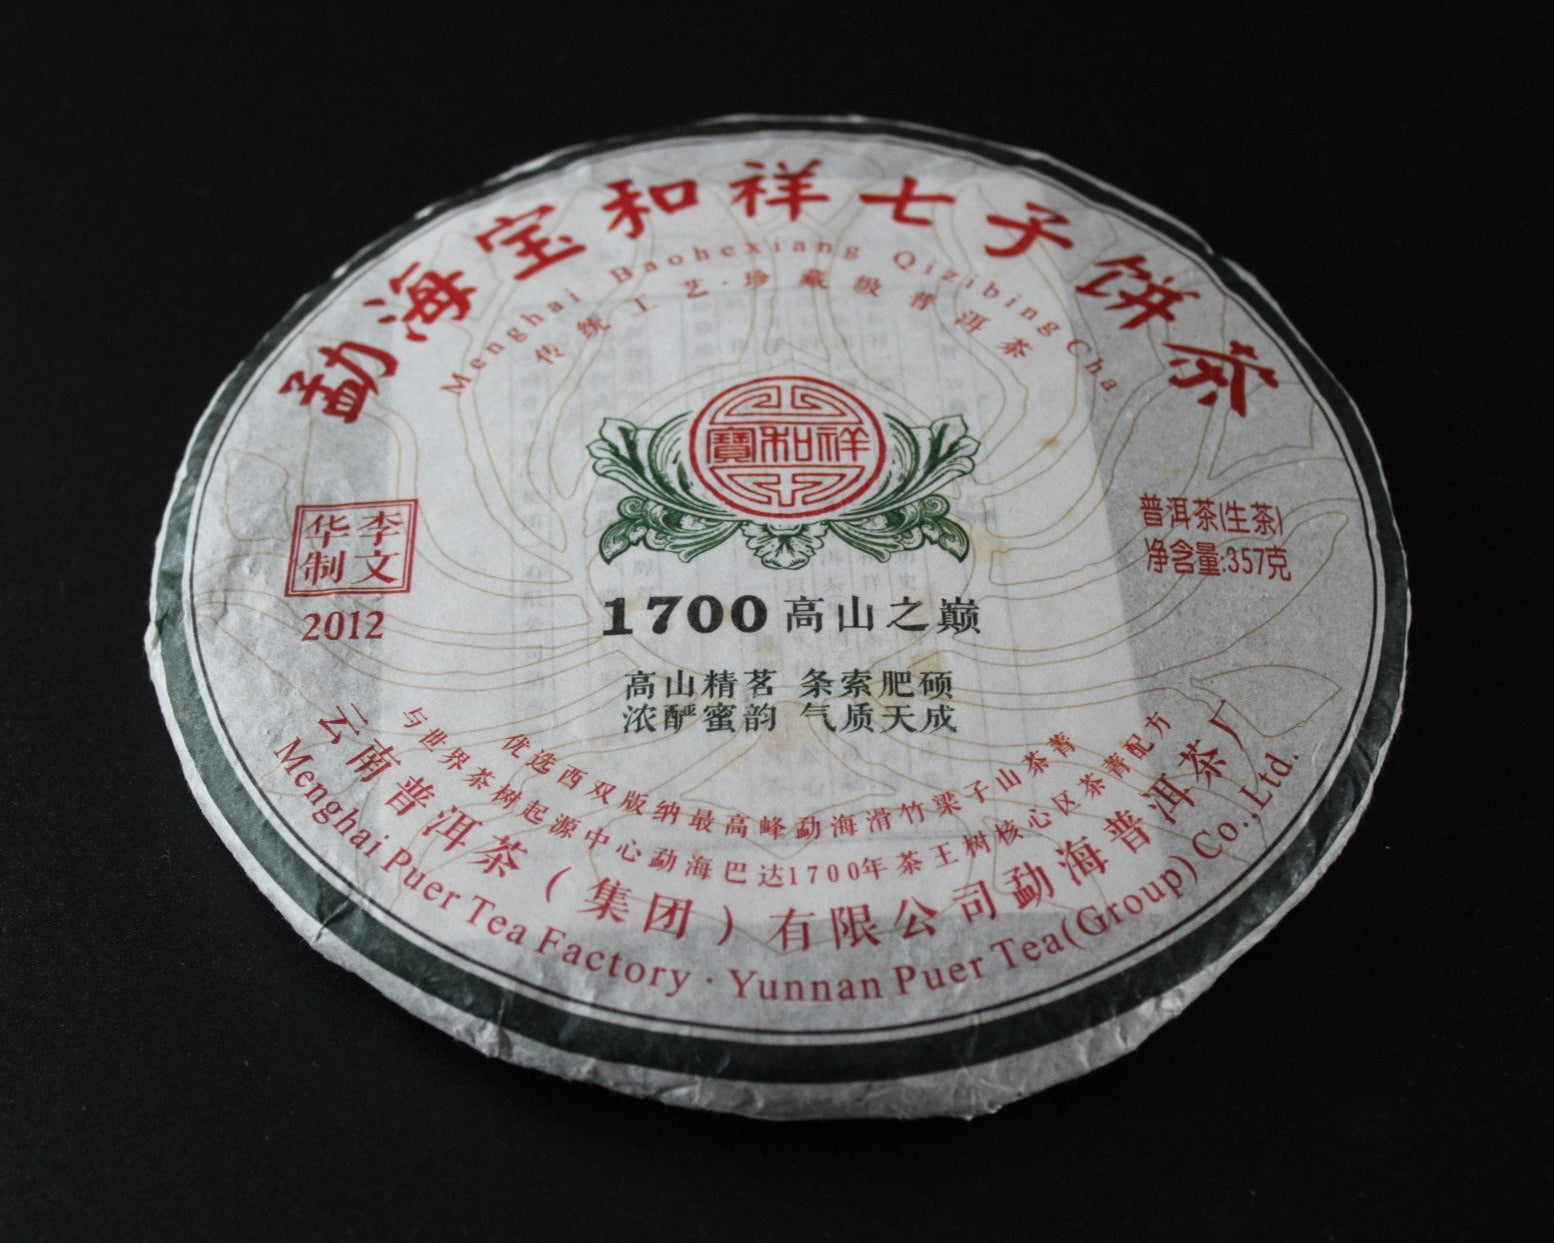 勐海宝和祥七子饼茶
Menghai Baohexiang Qizibing Cha
传统工艺·珍藏级普洱茶
寶和祥
李文华制
2012
普洱茶(生茶)
净含量:357克
1700高山之巅
高山精茗 条索肥硕
浓酽蜜韵 气质天成
优选西双版纳最高峰勐海滑竹梁子山茶菁
与世界茶树起源中心勐海巴达1700年茶王树核心区茶菁配方
云南普洱茶(集团)有限公司勐海普洱茶厂
Menghai Puer Tea Factory · Yunnan Puer Tea(Group) Co.,Ltd.